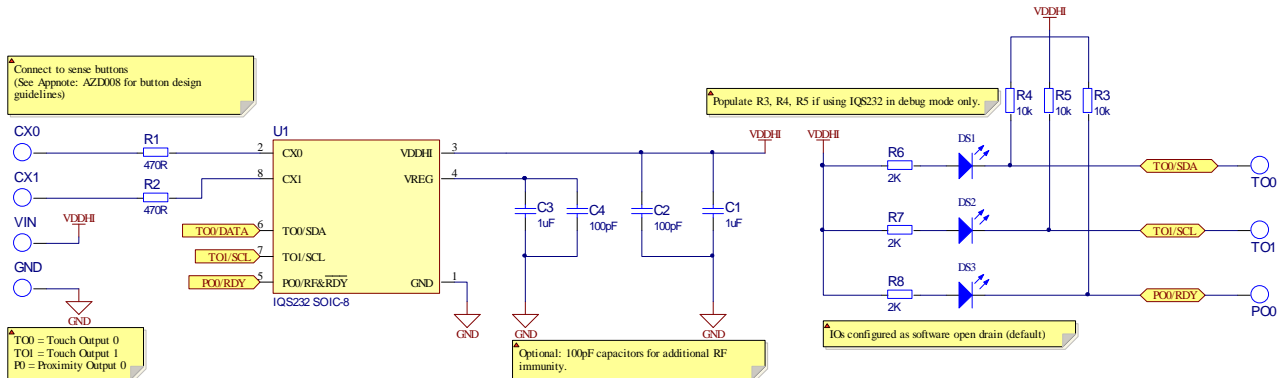 Connect to sense buttons
(See Appnote: AZD008 for button design
guidelines)
CX0
CX1
VIN
VDDHI
GND
GND
TO0 = Touch Output 0
TO1 = Touch Output 1
P0 = Proximity Output 0
R1
470R
R2
470R
U1
2
CX0
8
CX1
TO0/DATA
6
TO0/SDA
TO1/SCL
7
TO1/SCL
PO0/RDY
5
PO0/RF&RDY
VDDHI
3
VREG
4
GND
1
IQS232 SOIC-8
GND
C3
1uF
C4
100pF
C2
100pF
C1
1uF
VDDHI
GND
GND
Optional: 100pF capacitors for additional RF
immunity.
Populate R3, R4, R5 if using IQS232 in debug mode only.
VDDHI
R4
10k
R5
10k
R3
10k
VDDHI
R6
2K
DS1
TO0/SDA
TO0
R7
2K
DS2
TO1/SCL
TO1
R8
2K
DS3
PO0/RDY
PO0
IOs configured as software open drain (default)